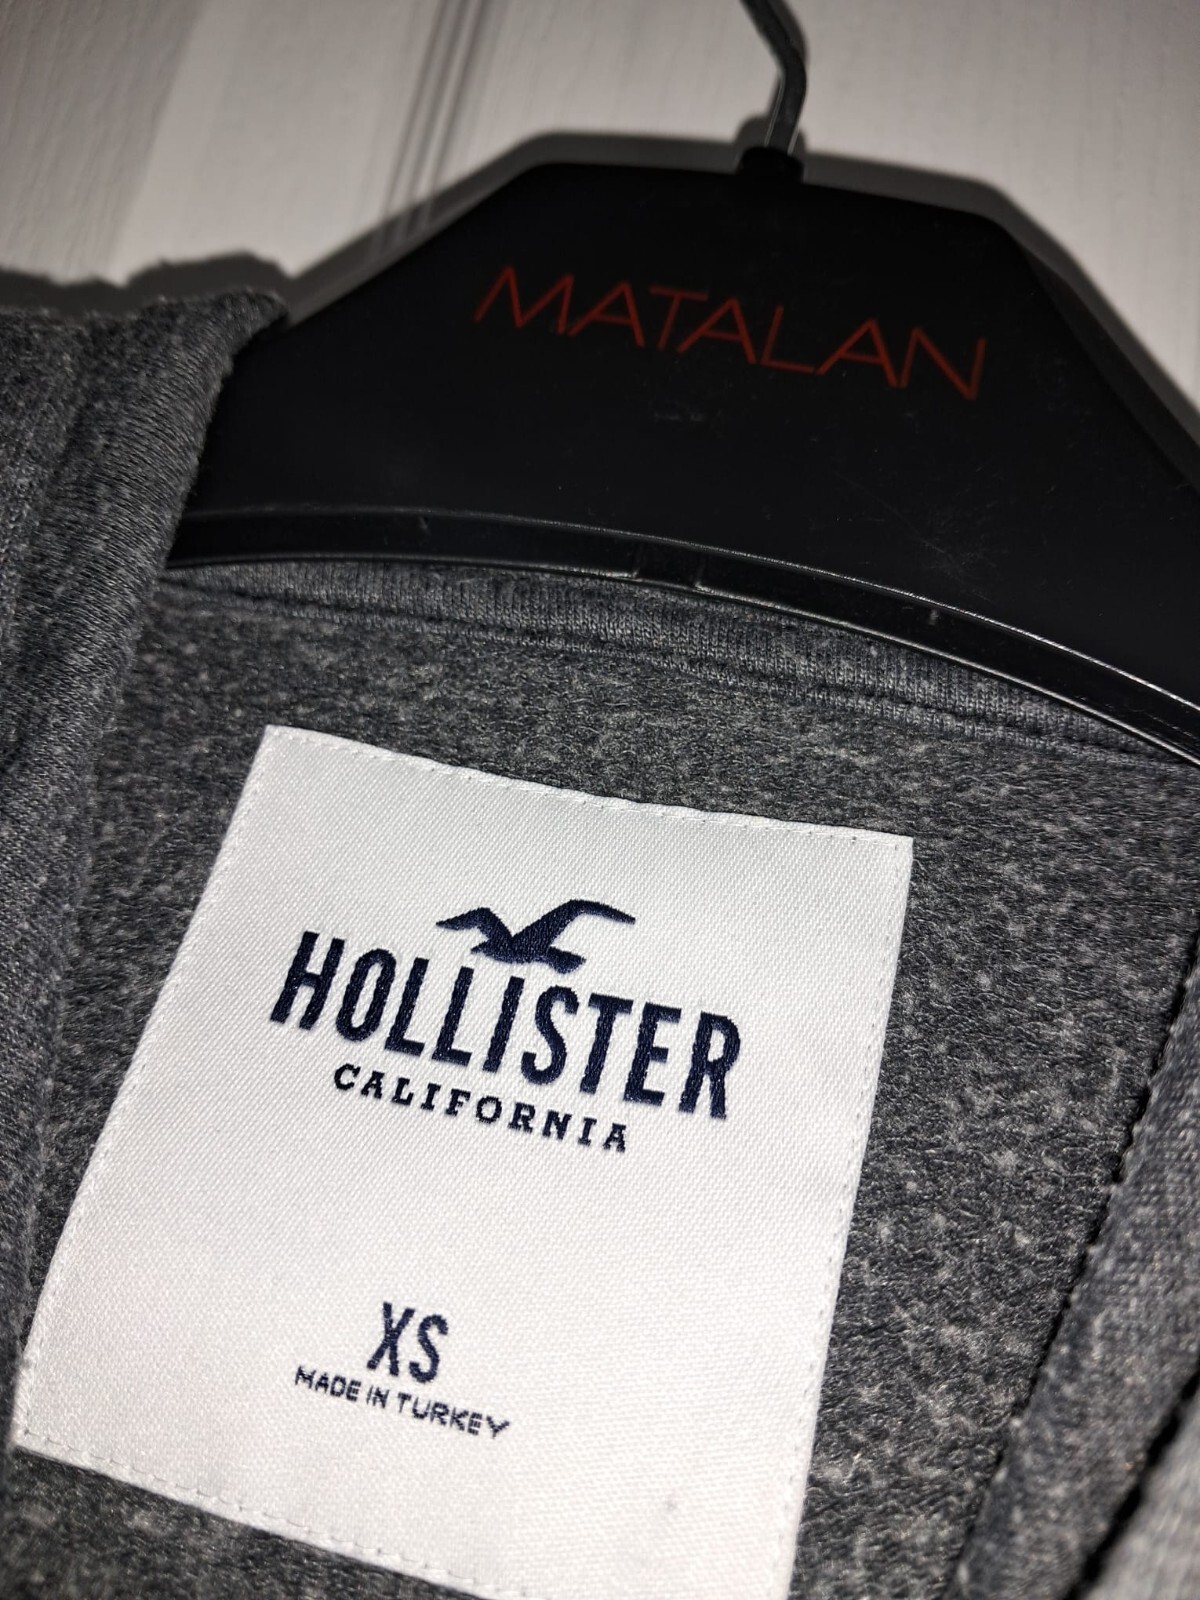 MATALAN
HOLLISTER
CALIFORNIA
XS
MADE IN TURKEY